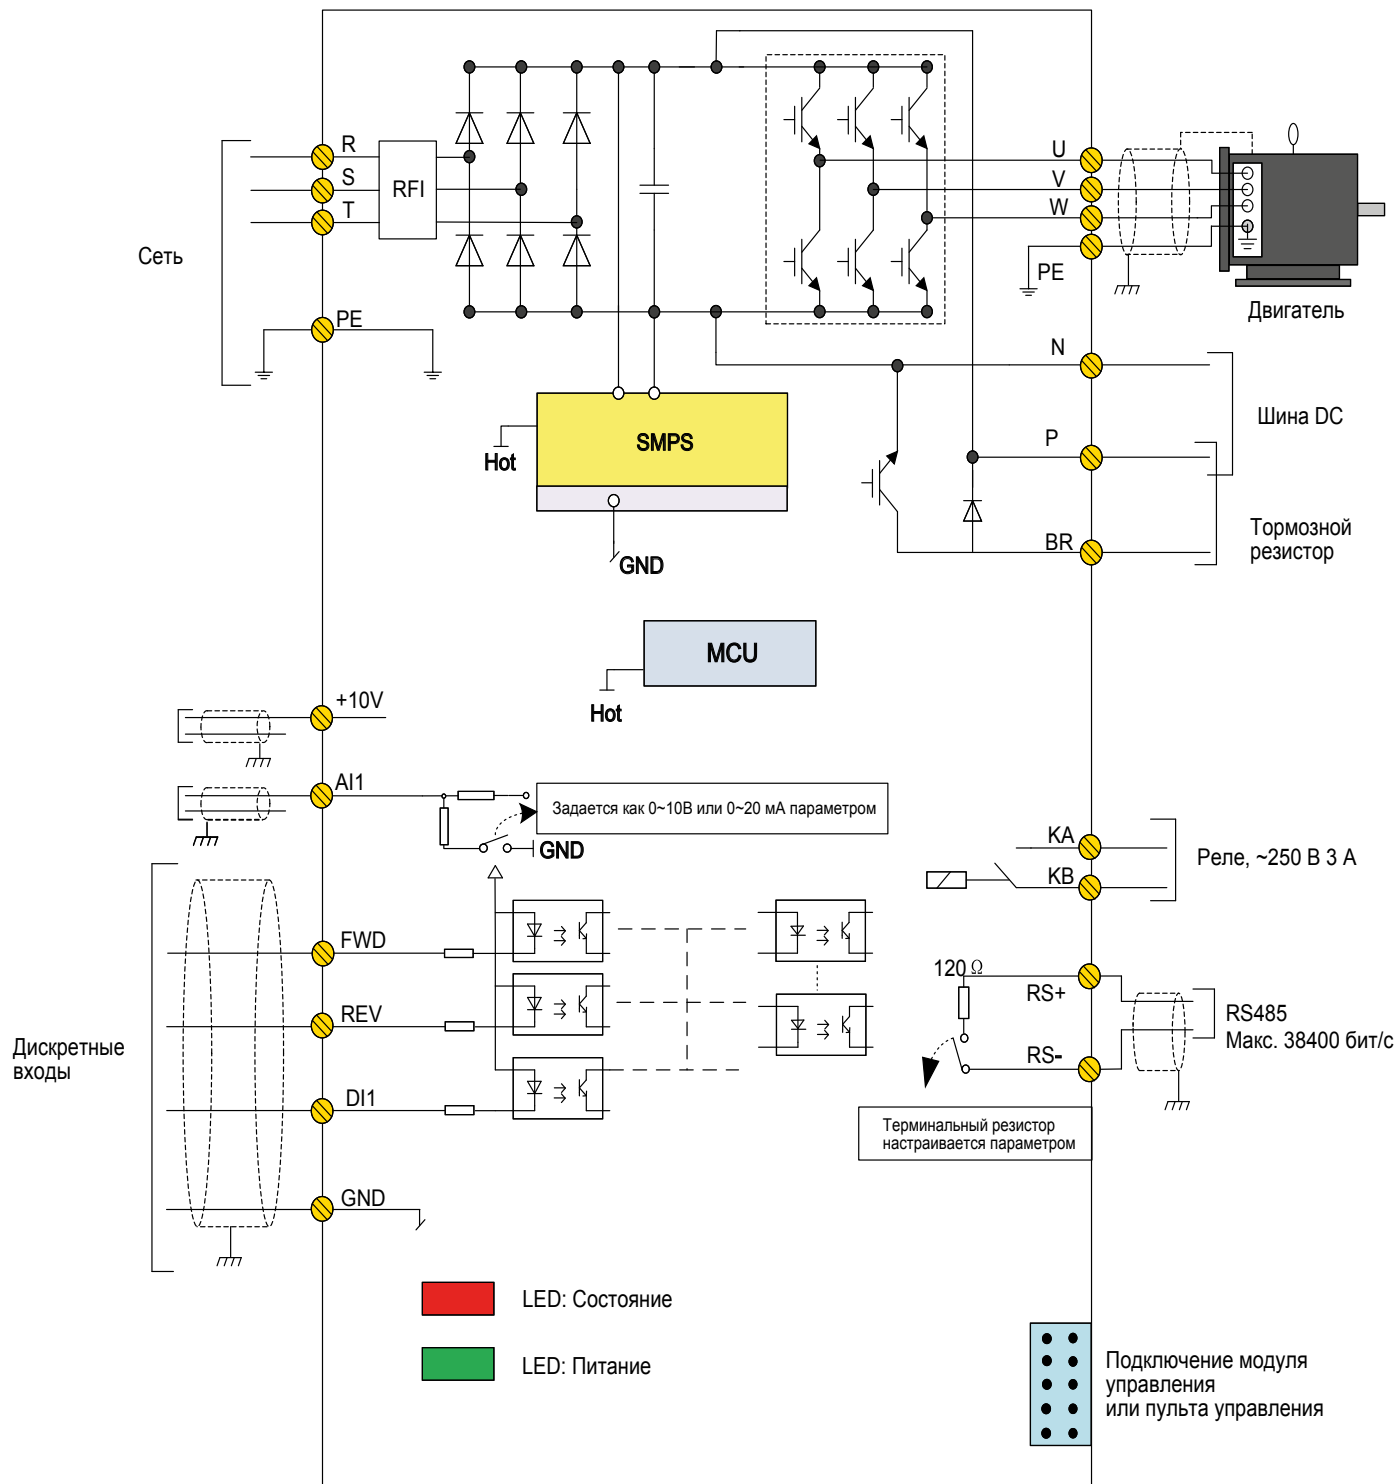 R
S
T
RFI
Сеть
PE
U
V
W
PE
Двигатель
N
Шина DC
P
SMPS
Hot
GND
BR
Тормозной
резистор
MCU
Hot
+10V
AI1
Задается как 0~10В или 0~20 мА параметром
GND
KA
KB
Реле, ~250 В 3 А
FWD
REV
DI1
GND
Дискретные
входы
120 Ω
RS+
RS-
RS485
Макс. 38400 бит/с
Терминальный резистор
настраивается параметром
LED: Состояние
LED: Питание
Подключение модуля
управления
или пульта управления